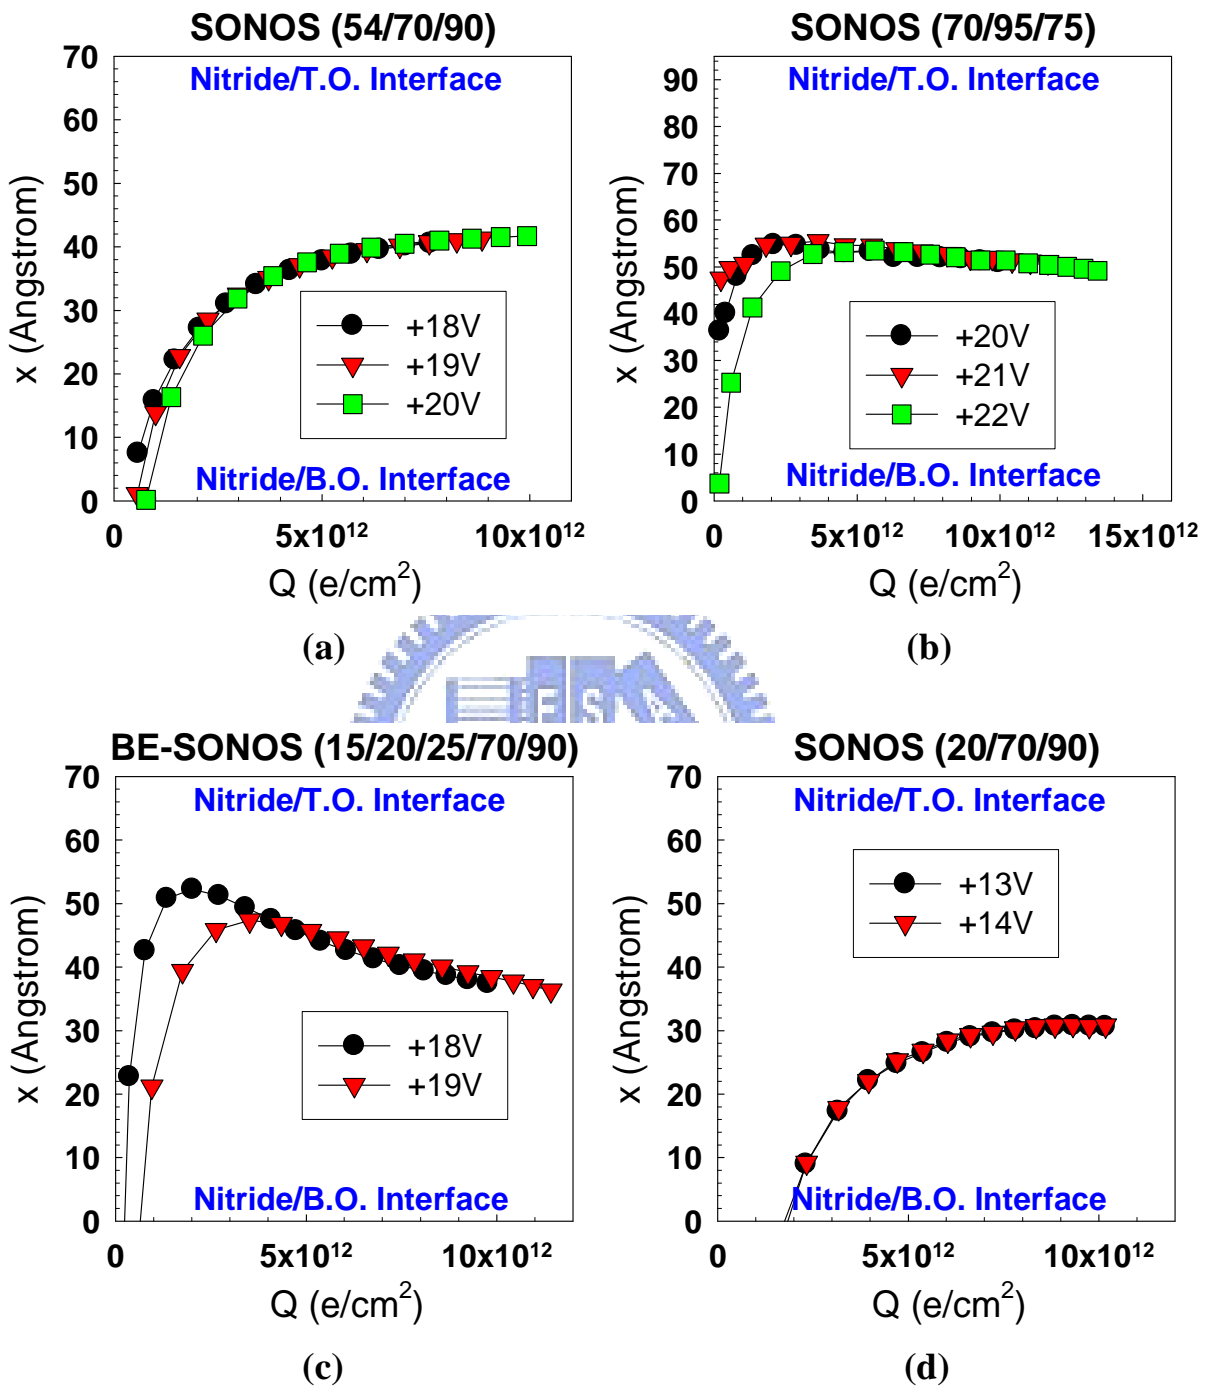 SONOS (54/70/90)
Nitride/T.O. Interface
70
60
50
40
30
20
10
0
x (Angstrom)
+18V
+19V
+20V
Nitride/B.O. Interface
0
5x10¹²
10x10¹²
Q (e/cm²)
(a)
SONOS (70/95/75)
Nitride/T.O. Interface
90
80
70
60
50
40
30
20
10
0
x (Angstrom)
+20V
+21V
+22V
Nitride/B.O. Interface
0
5x10¹²
10x10¹²
15x10¹²
Q (e/cm²)
(b)
BE-SONOS (15/20/25/70/90)
Nitride/T.O. Interface
70
60
50
40
30
20
10
0
x (Angstrom)
+18V
+19V
Nitride/B.O. Interface
0
5x10¹²
10x10¹²
Q (e/cm²)
(c)
SONOS (20/70/90)
Nitride/T.O. Interface
70
60
50
40
30
20
10
0
x (Angstrom)
+13V
+14V
Nitride/B.O. Interface
0
5x10¹²
10x10¹²
Q (e/cm²)
(d)